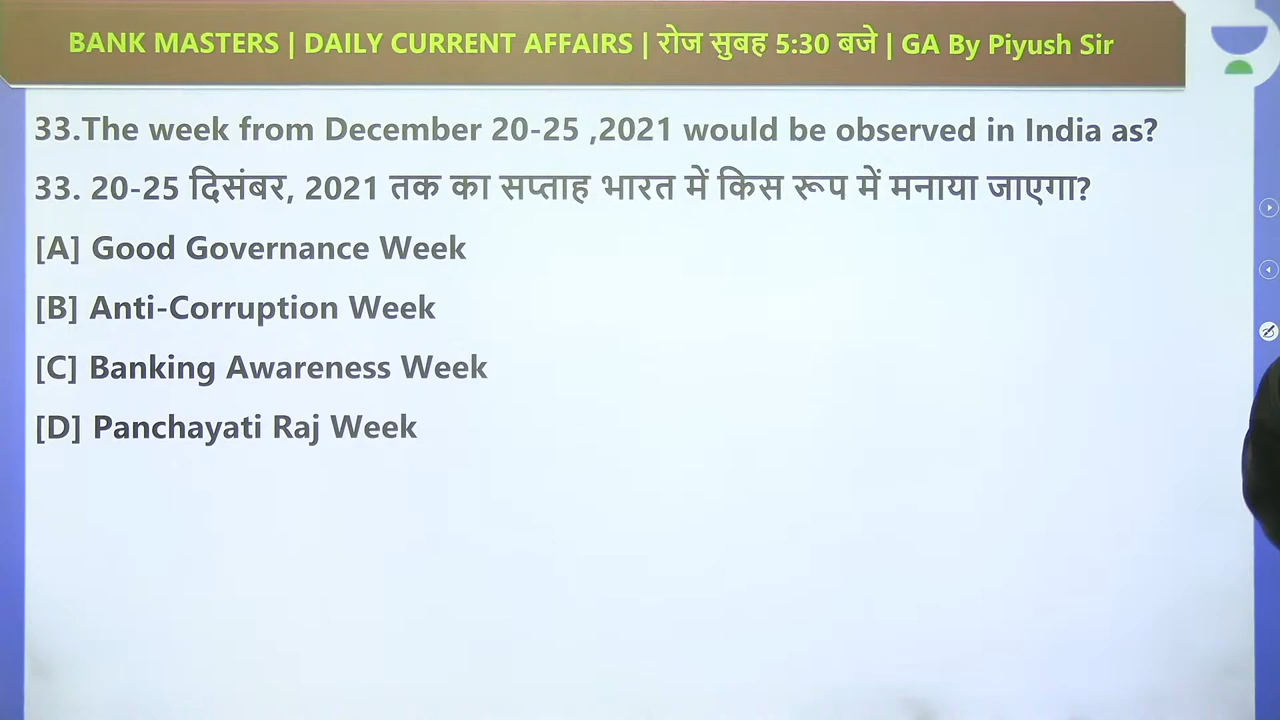 BANK MASTERS | DAILY CURRENT AFFAIRS | रोज सुबह 5:30 बजे | GA By Piyush Sir
33.The week from December 20-25 ,2021 would be observed in India as?
33. 20-25 दिसंबर, 2021 तक का सप्ताह भारत में किस रूप में मनाया जाएगा?
[A] Good Governance Week
[B] Anti-Corruption Week
[C] Banking Awareness Week
[D] Panchayati Raj Week